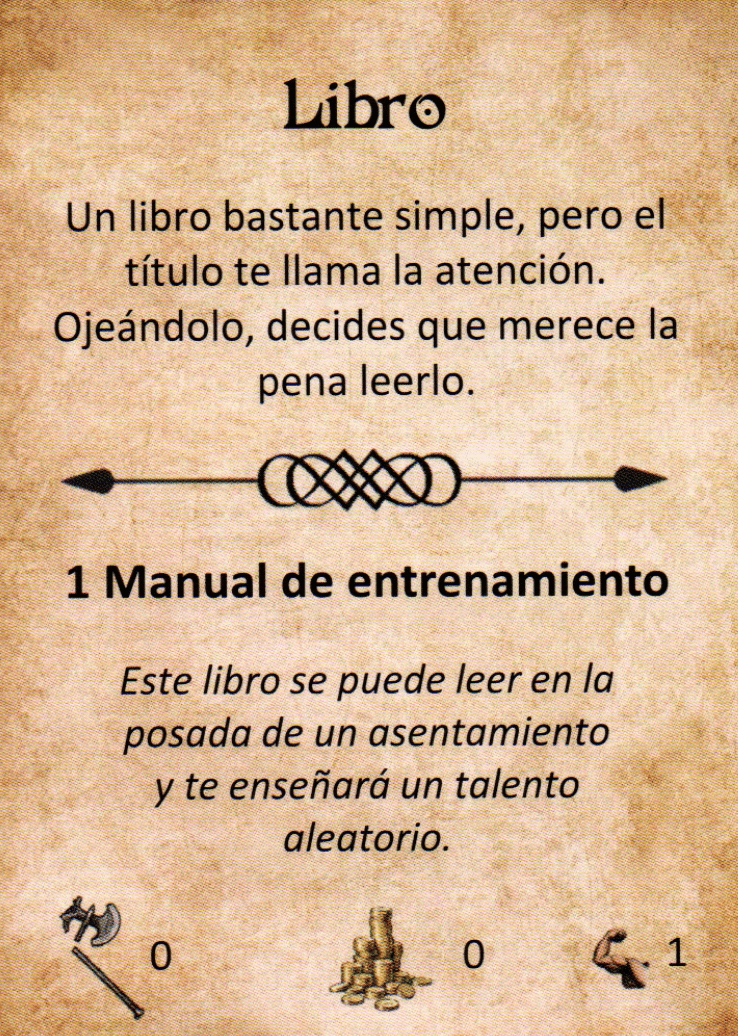 Libro
Un libro bastante simple, pero el
título te llama la atención.
Ojeándolo, decides que merece la
pena leerlo.
1 Manual de entrenamiento
Este libro se puede leer en la
posada de un asentamiento
y te enseñará un talento
aleatorio.
0 0 1